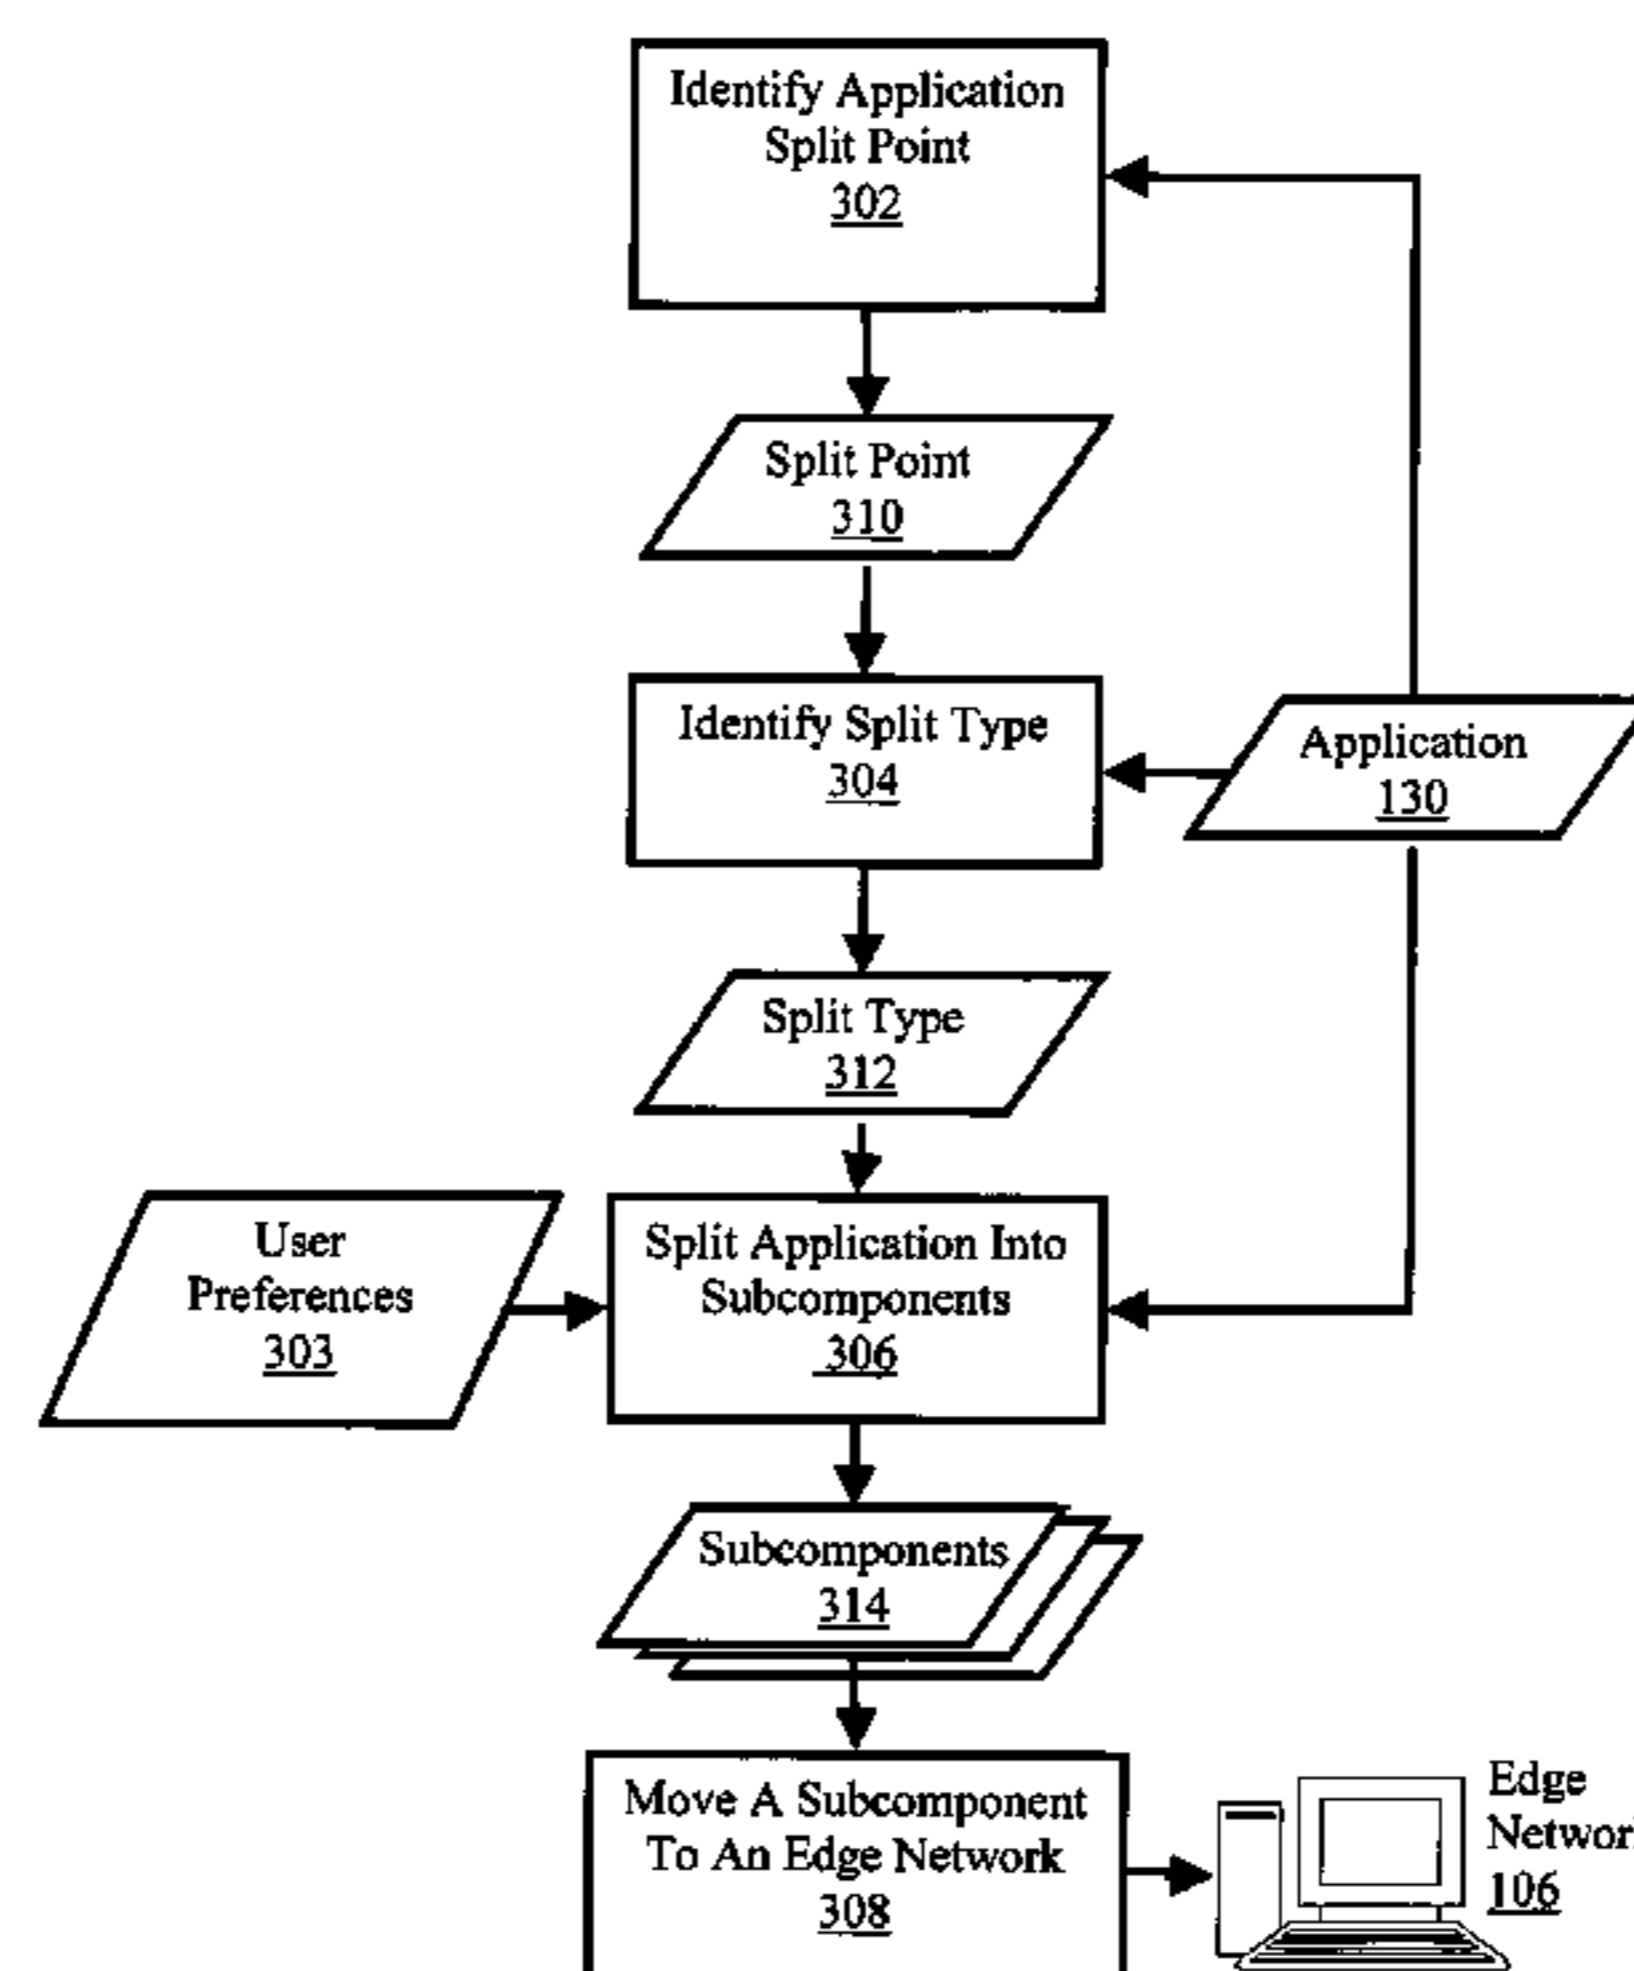 Identify Application
Split Point
302
Split Point
310
Identify Split Type
304
Application
130
Split Type
312
User
Preferences
303
Split Application Into
Subcomponents
306
Subcomponents
314
Move A Subcomponent
To An Edge Network
308
Edge
Networ
106